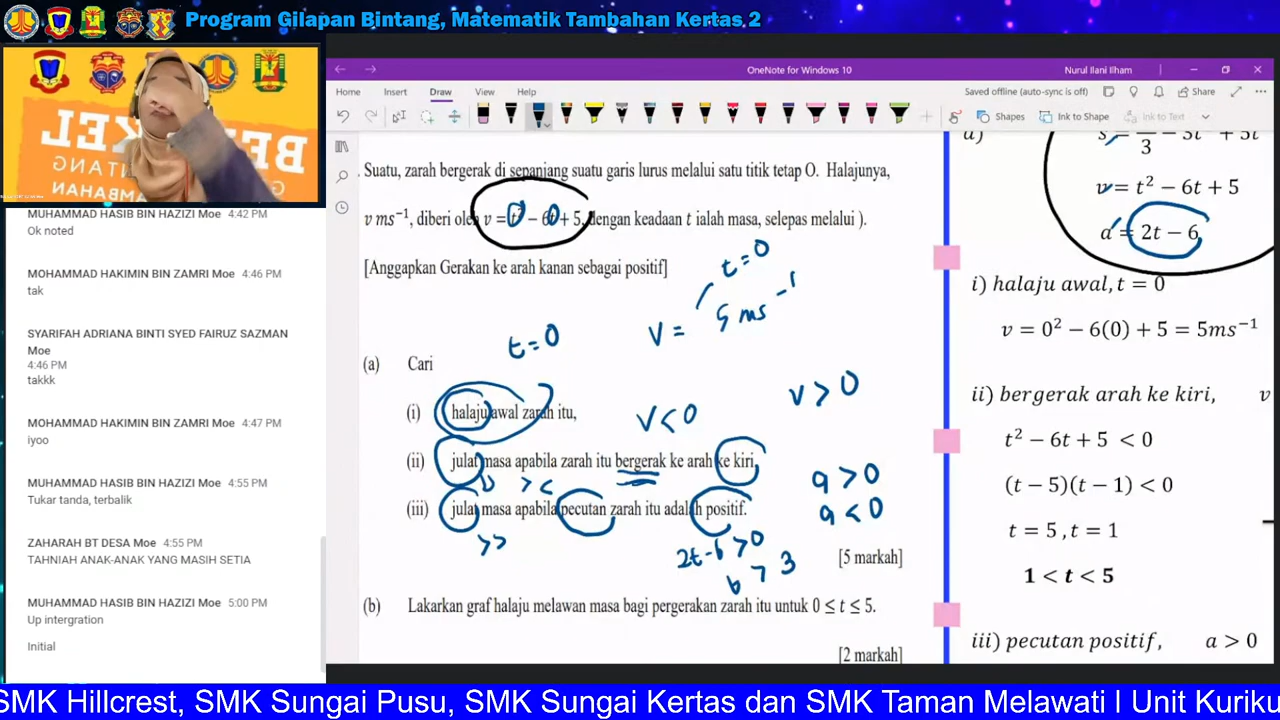 Program Gilapan Bintang, Matematik Tambahan Kertas 2
OneNote for Windows 10
Nurul Ilani Ilham
Home Insert Draw View Help
Saved offline (auto-sync is off)
Share
Shapes
Ink to Shape
Ink to Text
MUHAMMAD HASIB BIN HAZIZI Moe 4:42 PM
Ok noted
MOHAMMAD HAKIMIN BIN ZAMRI Moe 4:46 PM
tak
SYARIFAH ADRIANA BINTI SYED FAIRUZ SAZMAN
Moe
4:46 PM
takkk
MOHAMMAD HAKIMIN BIN ZAMRI Moe 4:47 PM
iyoo
MUHAMMAD HASIB BIN HAZIZI Moe 4:55 PM
Tukar tanda, terbalik
ZAHARAH BT DESA Moe 4:55 PM
TAHNIAH ANAK-ANAK YANG MASIH SETIA
MUHAMMAD HASIB BIN HAZIZI Moe 5:00 PM
Up intergration
Initial
Suatu, zarah bergerak di sepanjang suatu garis lurus melalui satu titik tetap O. Halajunya,
v ms⁻¹, diberi oleh v = t² − 6t + 5, dengan keadaan t ialah masa, selepas melalui ).
0 0
[Anggapkan Gerakan ke arah kanan sebagai positif]
t=0
v = 5 ms⁻¹
t=0
(a) Cari
(i) halaju awal zarah itu,
v<0
v > 0
(ii) julat masa apabila zarah itu bergerak ke arah ke kiri,
> <
a > 0
(iii) julat masa apabila pecutan zarah itu adalah positif.
a < 0
>>
2t-6 >0
> 3
[5 markah]
(b) Lakarkan graf halaju melawan masa bagi pergerakan zarah itu untuk 0 ≤ t ≤ 5.
[2 markah]
3
v = t² − 6t + 5
a = 2t − 6
i) halaju awal, t = 0
v = 0² − 6(0) + 5 = 5ms⁻¹
ii) bergerak arah ke kiri, v
t² − 6t + 5 < 0
(t − 5)(t − 1) < 0
t = 5 , t = 1
1 < t < 5
iii) pecutan positif, a > 0
SMK Hillcrest, SMK Sungai Pusu, SMK Sungai Kertas dan SMK Taman Melawati l Unit Kuriku